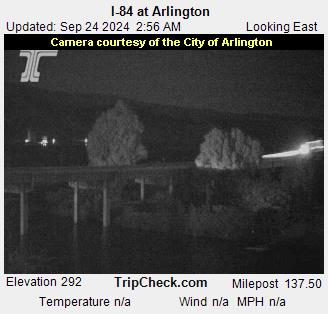 I-84 at Arlington
Updated: Sep 24 2024 2:56 AM Looking East
Camera courtesy of the City of Arlington
Elevation 292 TripCheck.com Milepost 137.50
Temperature n/a Wind n/a MPH n/a